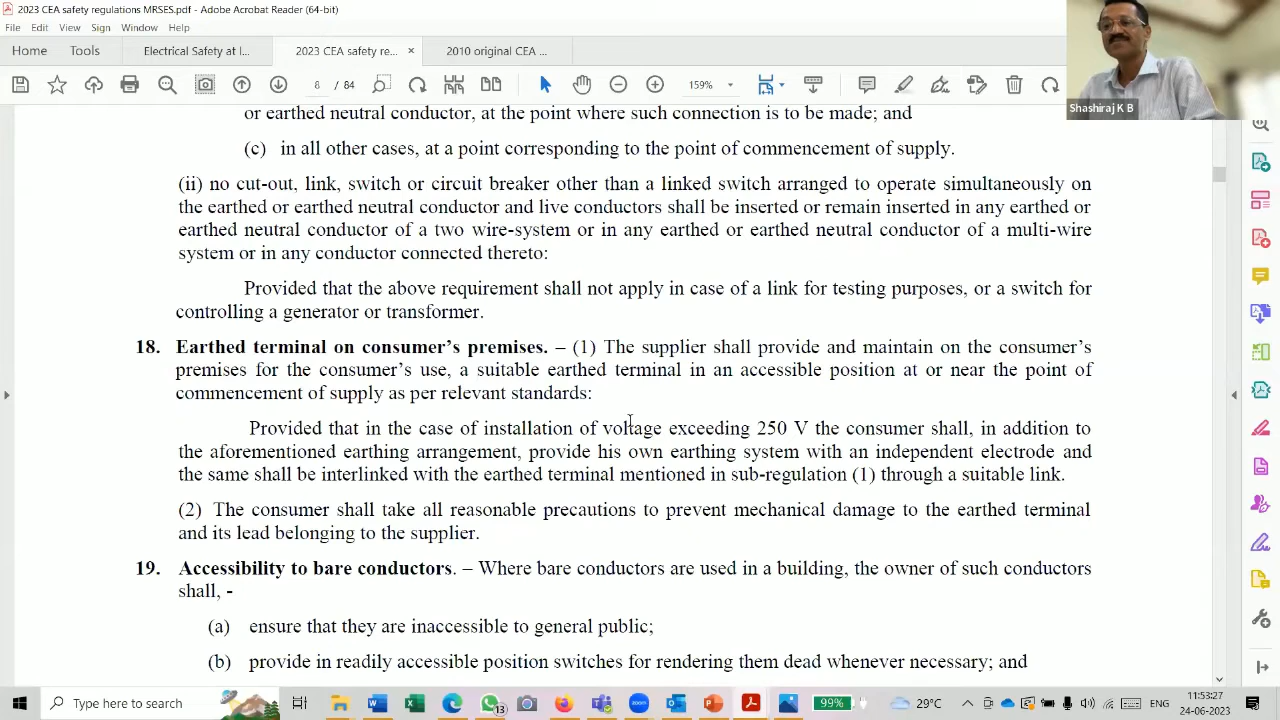 2023 CEA safety regulations MRSES.pdf - Adobe Acrobat Reader (64-bit)
File Edit View Sign Window Help
Home Tools Electrical Safety at I... 2023 CEA safety re... × 2010 original CEA ...
8 / 84 159%
Shashiraj K B
or earthed neutral conductor, at the point where such connection is to be made; and
(c) in all other cases, at a point corresponding to the point of commencement of supply.
(ii) no cut-out, link, switch or circuit breaker other than a linked switch arranged to operate simultaneously on
the earthed or earthed neutral conductor and live conductors shall be inserted or remain inserted in any earthed or
earthed neutral conductor of a two wire-system or in any earthed or earthed neutral conductor of a multi-wire
system or in any conductor connected thereto:
Provided that the above requirement shall not apply in case of a link for testing purposes, or a switch for
controlling a generator or transformer.
18. Earthed terminal on consumer’s premises. – (1) The supplier shall provide and maintain on the consumer’s
premises for the consumer’s use, a suitable earthed terminal in an accessible position at or near the point of
commencement of supply as per relevant standards:
Provided that in the case of installation of voltage exceeding 250 V the consumer shall, in addition to
the aforementioned earthing arrangement, provide his own earthing system with an independent electrode and
the same shall be interlinked with the earthed terminal mentioned in sub-regulation (1) through a suitable link.
(2) The consumer shall take all reasonable precautions to prevent mechanical damage to the earthed terminal
and its lead belonging to the supplier.
19. Accessibility to bare conductors. – Where bare conductors are used in a building, the owner of such conductors
shall, -
(a) ensure that they are inaccessible to general public;
(b) provide in readily accessible position switches for rendering them dead whenever necessary; and
Type here to search 13 zoom 99% 29°C ENG 11:53:27
24-06-2023